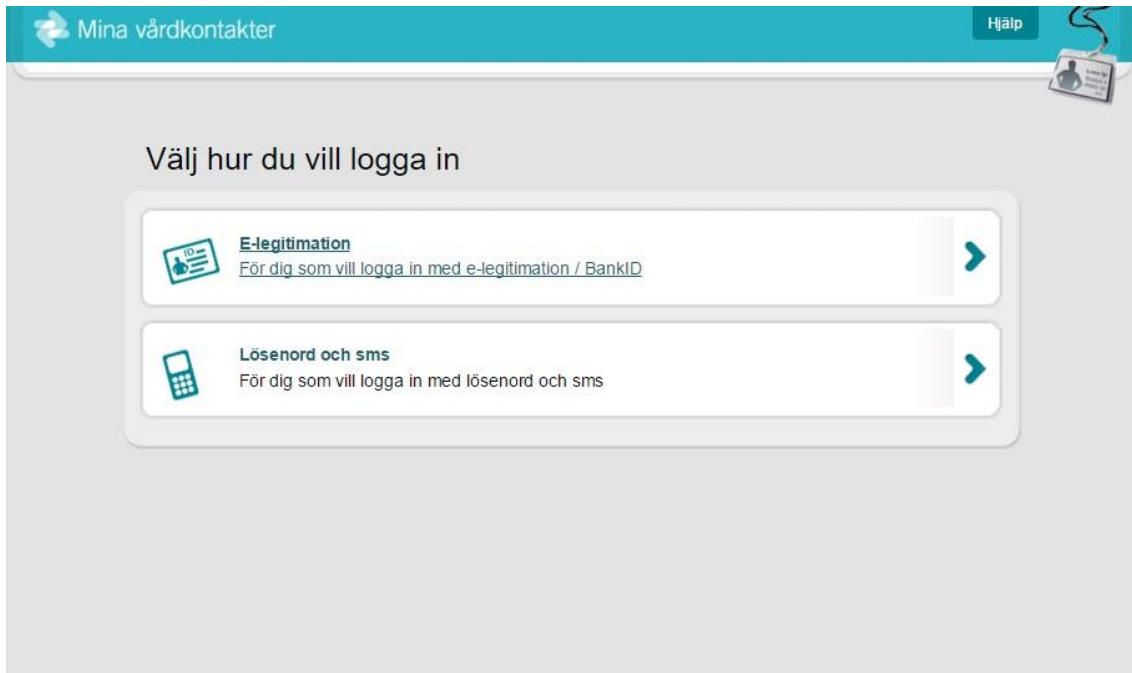 Mina vårdkontakter
Hjälp
Välj hur du vill logga in
ID
E-legitimation
För dig som vill logga in med e-legitimation / BankID
Lösenord och sms
För dig som vill logga in med lösenord och sms